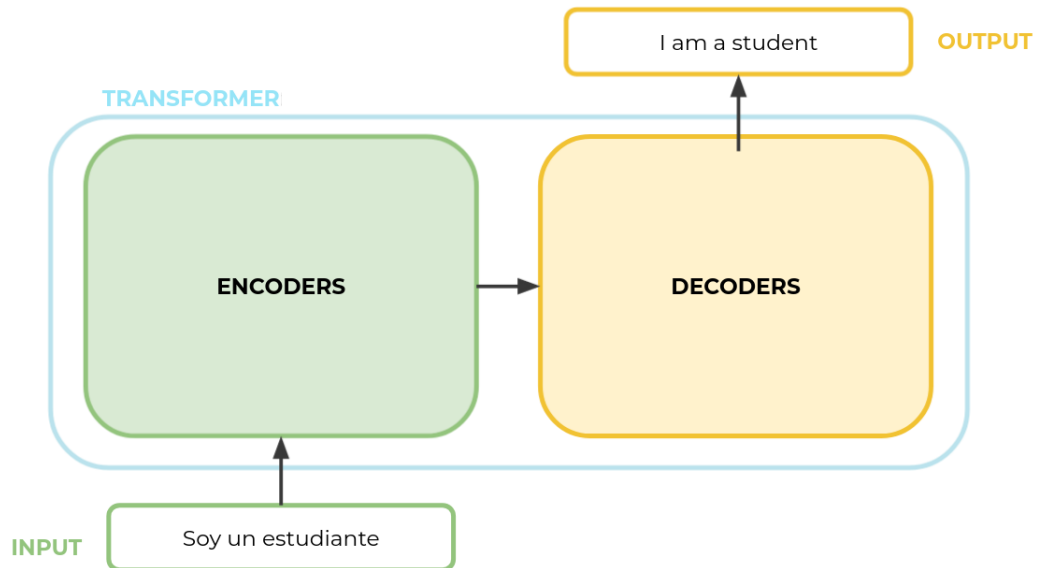 I am a student
OUTPUT
TRANSFORMER
ENCODERS
DECODERS
Soy un estudiante
INPUT